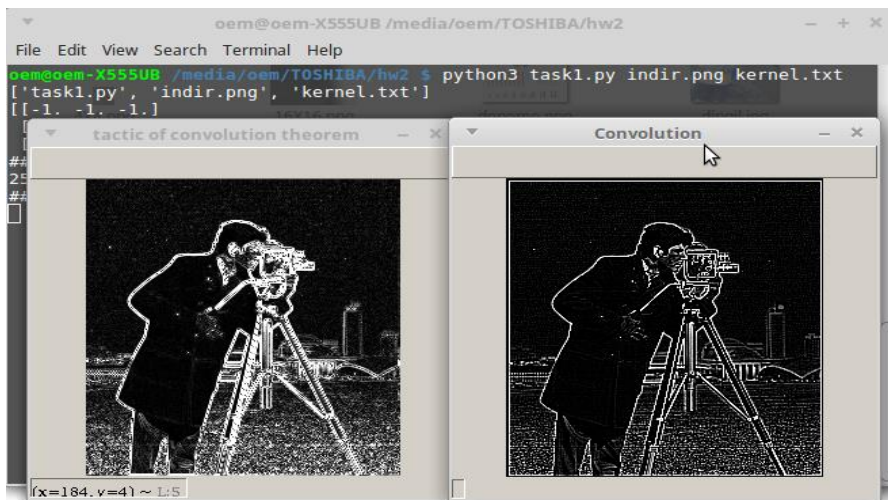 oem@oem-X555UB /media/oem/TOSHIBA/hw2
File Edit View Search Terminal Help
oem@oem-X555UB /media/oem/TOSHIBA/hw2 $ python3 task1.py indir.png kernel.txt
['task1.py', 'indir.png', 'kernel.txt']
[[-1. -1. -1.]
[
[
##
25
##
tactic of convolution theorem
Convolution
(x=184, y=4) ~ L:5